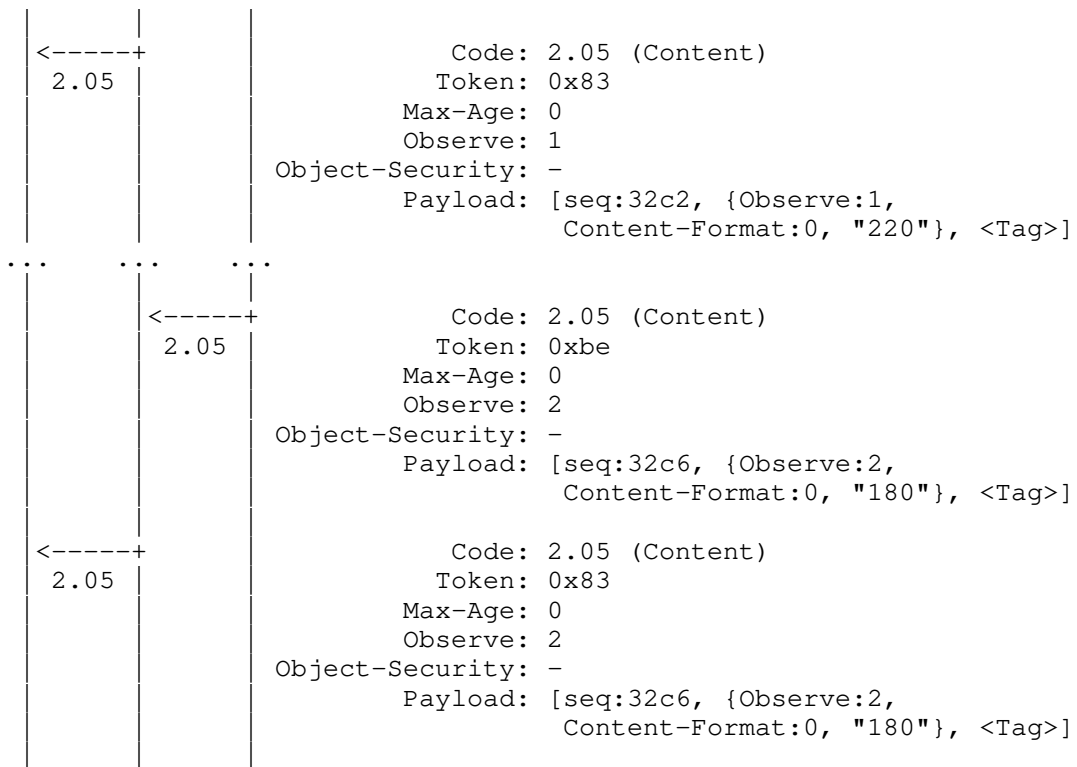 <-----+ Code: 2.05 (Content)
2.05 Token: 0x83
Max-Age: 0
Observe: 1
Object-Security: -
Payload: [seq:32c2, {Observe:1,
Content-Format:0, "220"}, <Tag>]
... ... ...
<-----+ Code: 2.05 (Content)
2.05 Token: 0xbe
Max-Age: 0
Observe: 2
Object-Security: -
Payload: [seq:32c6, {Observe:2,
Content-Format:0, "180"}, <Tag>]
<-----+ Code: 2.05 (Content)
2.05 Token: 0x83
Max-Age: 0
Observe: 2
Object-Security: -
Payload: [seq:32c6, {Observe:2,
Content-Format:0, "180"}, <Tag>]